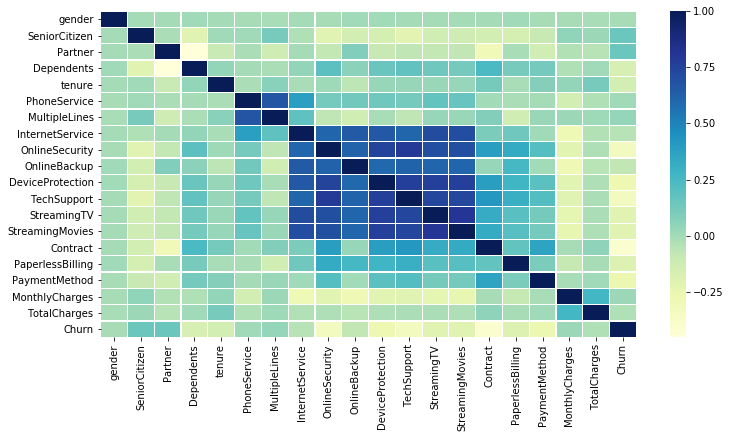 gender
SeniorCitizen
Partner
Dependents
tenure
PhoneService
MultipleLines
InternetService
OnlineSecurity
OnlineBackup
DeviceProtection
TechSupport
StreamingTV
StreamingMovies
Contract
PaperlessBilling
PaymentMethod
MonthlyCharges
TotalCharges
Churn
gender
SeniorCitizen
Partner
Dependents
tenure
PhoneService
MultipleLines
InternetService
OnlineSecurity
OnlineBackup
DeviceProtection
TechSupport
StreamingTV
StreamingMovies
Contract
PaperlessBilling
PaymentMethod
MonthlyCharges
TotalCharges
Churn
1.00
0.75
0.50
0.25
0.00
−0.25